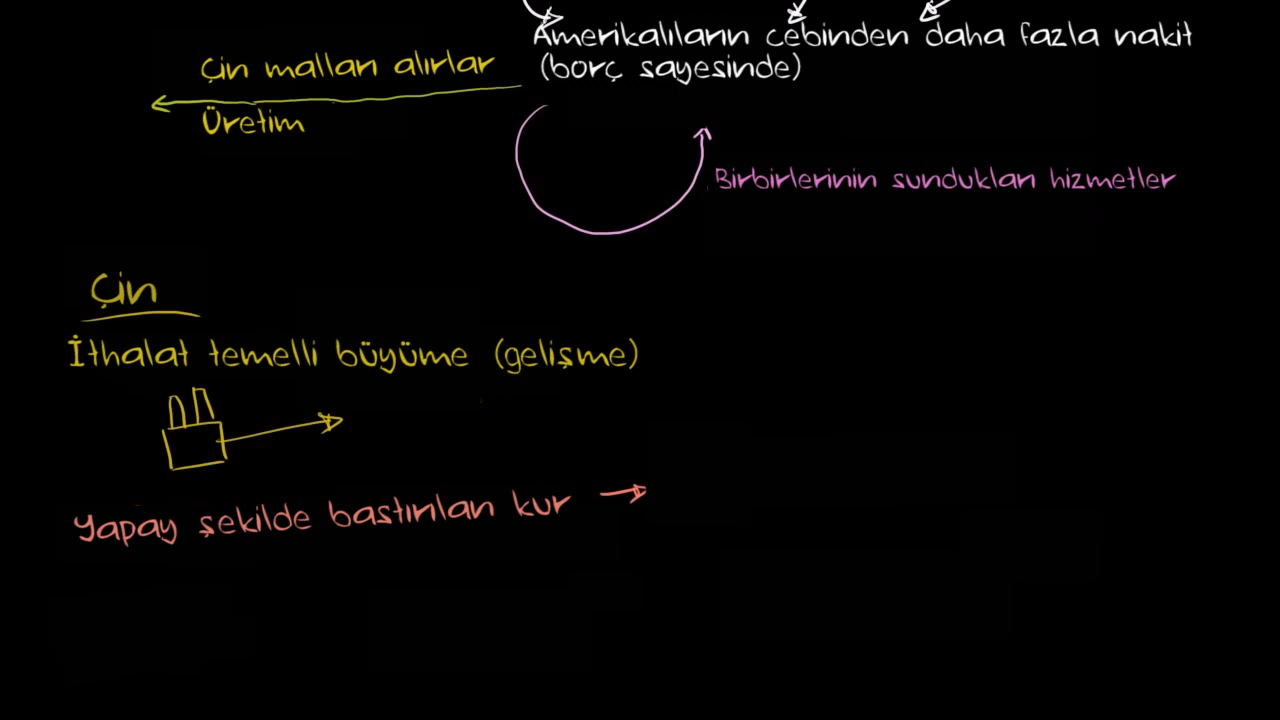 Amerikalıların cebinden daha fazla nakit
(borç sayesinde)
Çin malları alırlar
Üretim
Birbirlerinin sundukları hizmetler
Çin
İthalat temelli büyüme (gelişme)
Yapay şekilde bastırılan kur